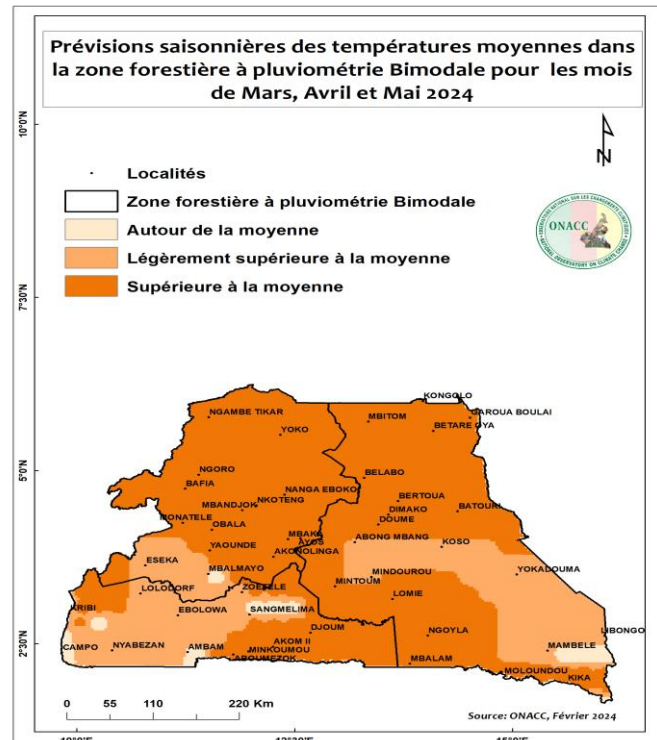 Prévisions saisonnières des températures moyennes dans
la zone forestière à pluviométrie Bimodale pour les mois
de Mars, Avril et Mai 2024
10°0'N
N
Localités
Zone forestière à pluviométrie Bimodale
Autour de la moyenne
Légèrement supérieure à la moyenne
Supérieure à la moyenne
ONACC
7°30'N
KONGOLO
NGAMBE TIKAR
MBITOM
GAROUA BOULAI
YOKO
BETARE OYA
5°0'N
NGORO
BELABO
BAFIA
NANGA EBOKO
NKOTENG
MBANDJOK
BERTOUA
DIMAKO
BATOURI
MONATELE
OBALA
DOUME
MBAKA
AYOS
YAOUNDE
ABONG MBANG
KOSO
AKONOLINGA
ESEKA
MBALMAYO
MINDOUROU
YOKADOUMA
MINTOUM
LOLODORF
ZOETELE
LOMIE
KRIBI
EBOLOWA
SANGMELIMA
DJOUM
NGOYLA
LIBONGO
2°30'N
CAMPO
NYABEZAN
AMBAM
AKOM II
MINKOUMOU
ABOUMEZOK
MAMBELE
MBALAM
MOLOUNDOU
KIKA
0 55 110 220 Km
Source: ONACC, Février 2024